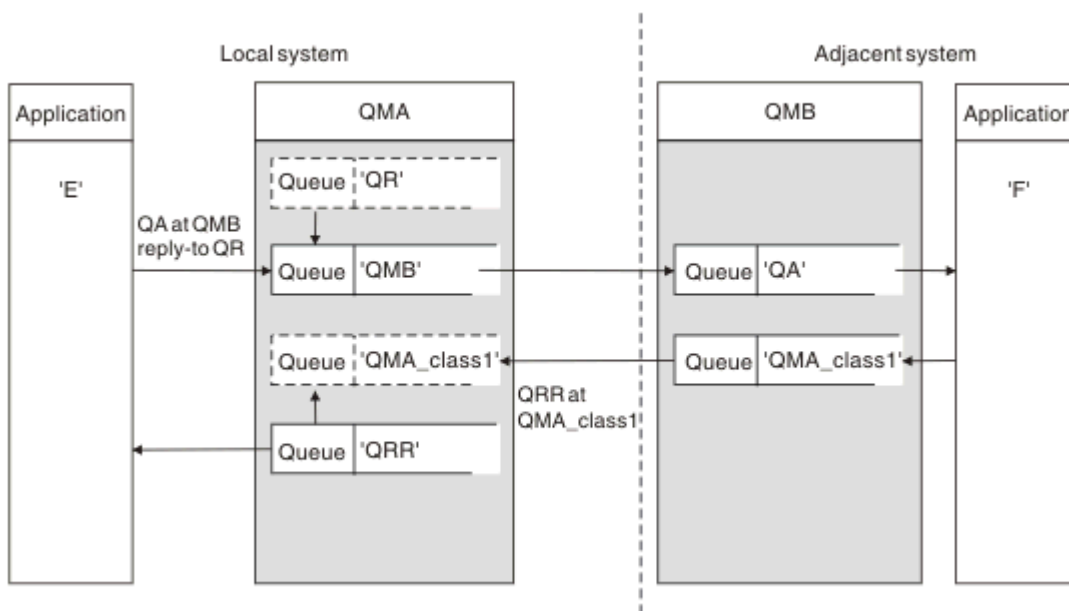 Local system
Adjacent system
Application
QMA
QMB
Application
'E'
Queue 'QR'
'F'
QA at QMB
reply-to QR
Queue 'QMB'
Queue 'QA'
Queue 'QMA_class1'
Queue 'QMA_class1'
QRR at
QMA_class1
Queue 'QRR'